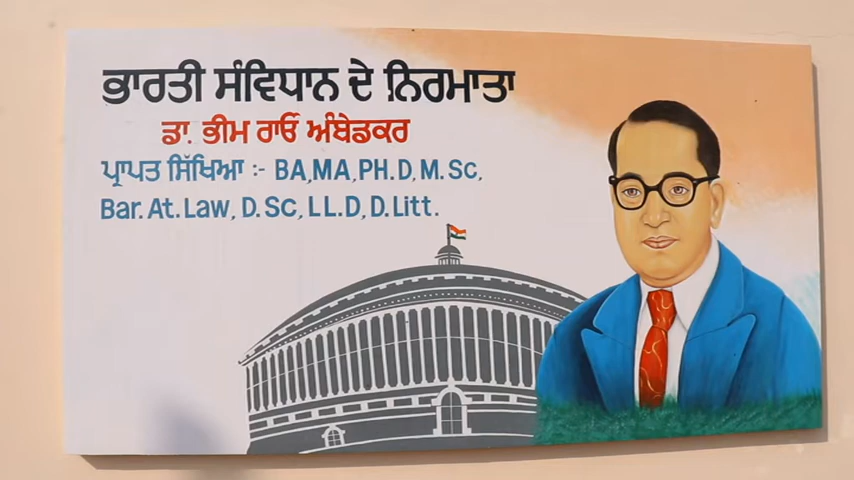 ਭਾਰਤੀ ਸੰਵਿਧਾਨ ਦੇ ਨਿਰਮਾਤਾ
ਡਾ. ਭੀਮ ਰਾਓ ਅੰਬੇਡਕਰ
ਪ੍ਰਾਪਤ ਸਿੱਖਿਆ :- BA,MA,PH.D, M.Sc,
Bar. At. Law, D.Sc, LL.D, D.Litt.